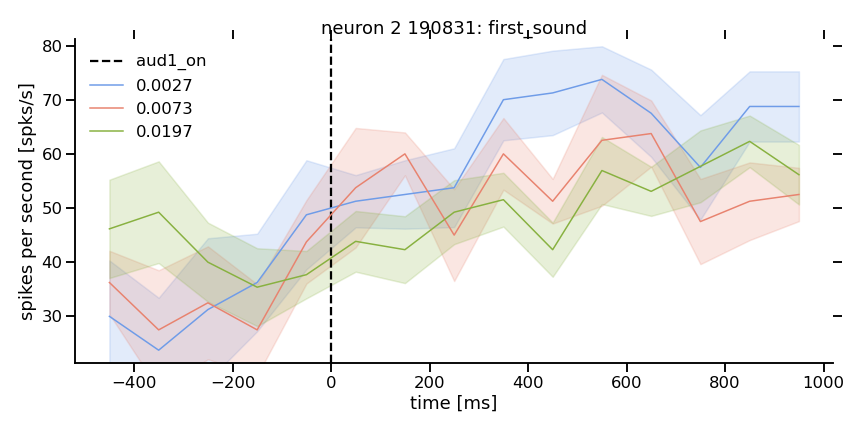 neuron 2 190831: first_sound
aud1_on
0.0027
0.0073
0.0197
80
70
60
50
40
30
spikes per second [spks/s]
−400 −200 0 200 400 600 800 1000
time [ms]